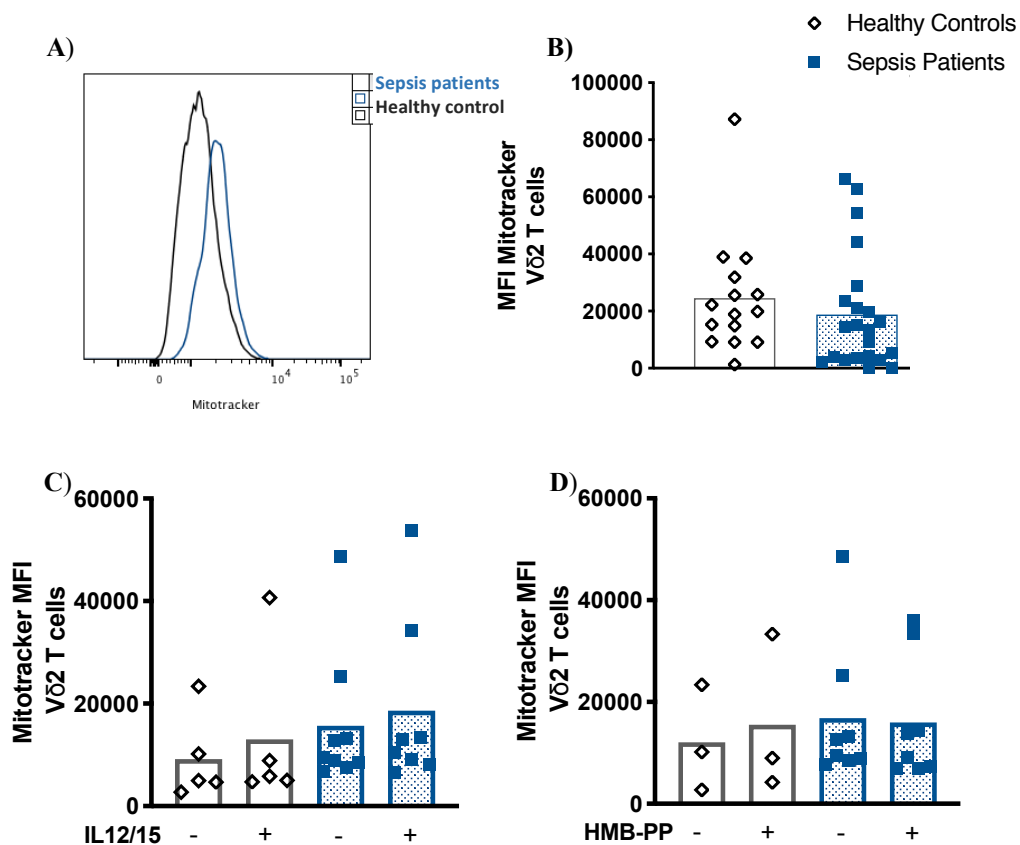 Healthy Controls
Sepsis Patients
A)
Sepsis patients
Healthy control
0
10^4
10^5
Mitotracker
B)
MFI Mitotracker
Vδ2 T cells
100000
80000
60000
40000
20000
0
C)
Mitotracker MFI
Vδ2 T cells
60000
40000
20000
0
IL12/15 - + - +
D)
Mitotracker MFI
Vδ2 T cells
60000
40000
20000
0
HMB-PP - + - +